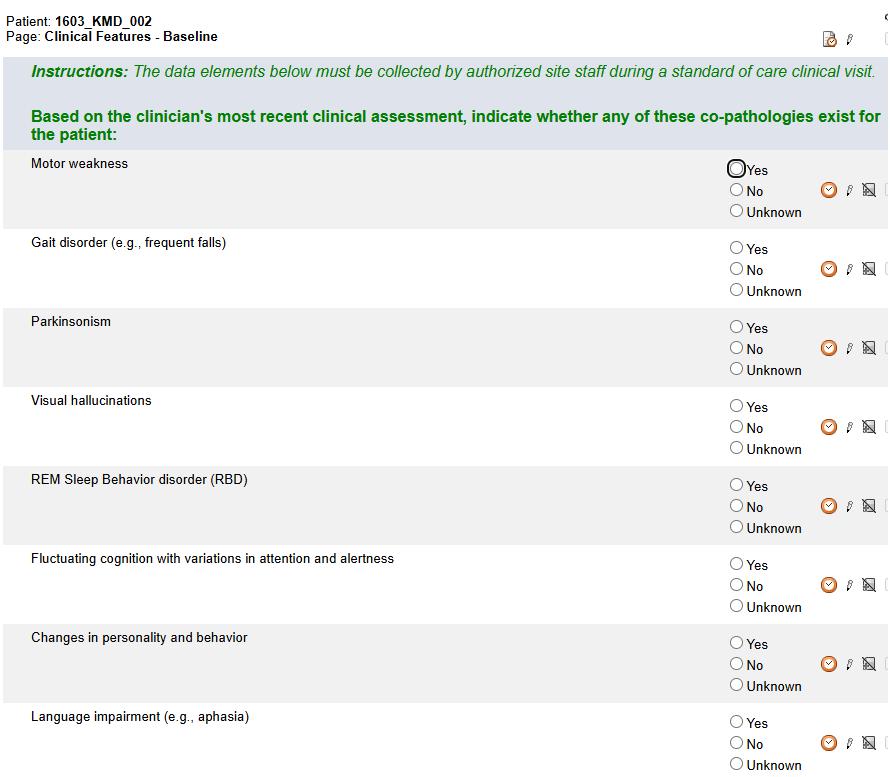 Patient: 1603_KMD_002
Page: Clinical Features - Baseline
Instructions: The data elements below must be collected by authorized site staff during a standard of care clinical visit.
Based on the clinician's most recent clinical assessment, indicate whether any of these co-pathologies exist for
the patient:
Motor weakness
Yes
No
Unknown
Gait disorder (e.g., frequent falls)
Yes
No
Unknown
Parkinsonism
Yes
No
Unknown
Visual hallucinations
Yes
No
Unknown
REM Sleep Behavior disorder (RBD)
Yes
No
Unknown
Fluctuating cognition with variations in attention and alertness
Yes
No
Unknown
Changes in personality and behavior
Yes
No
Unknown
Language impairment (e.g., aphasia)
Yes
No
Unknown